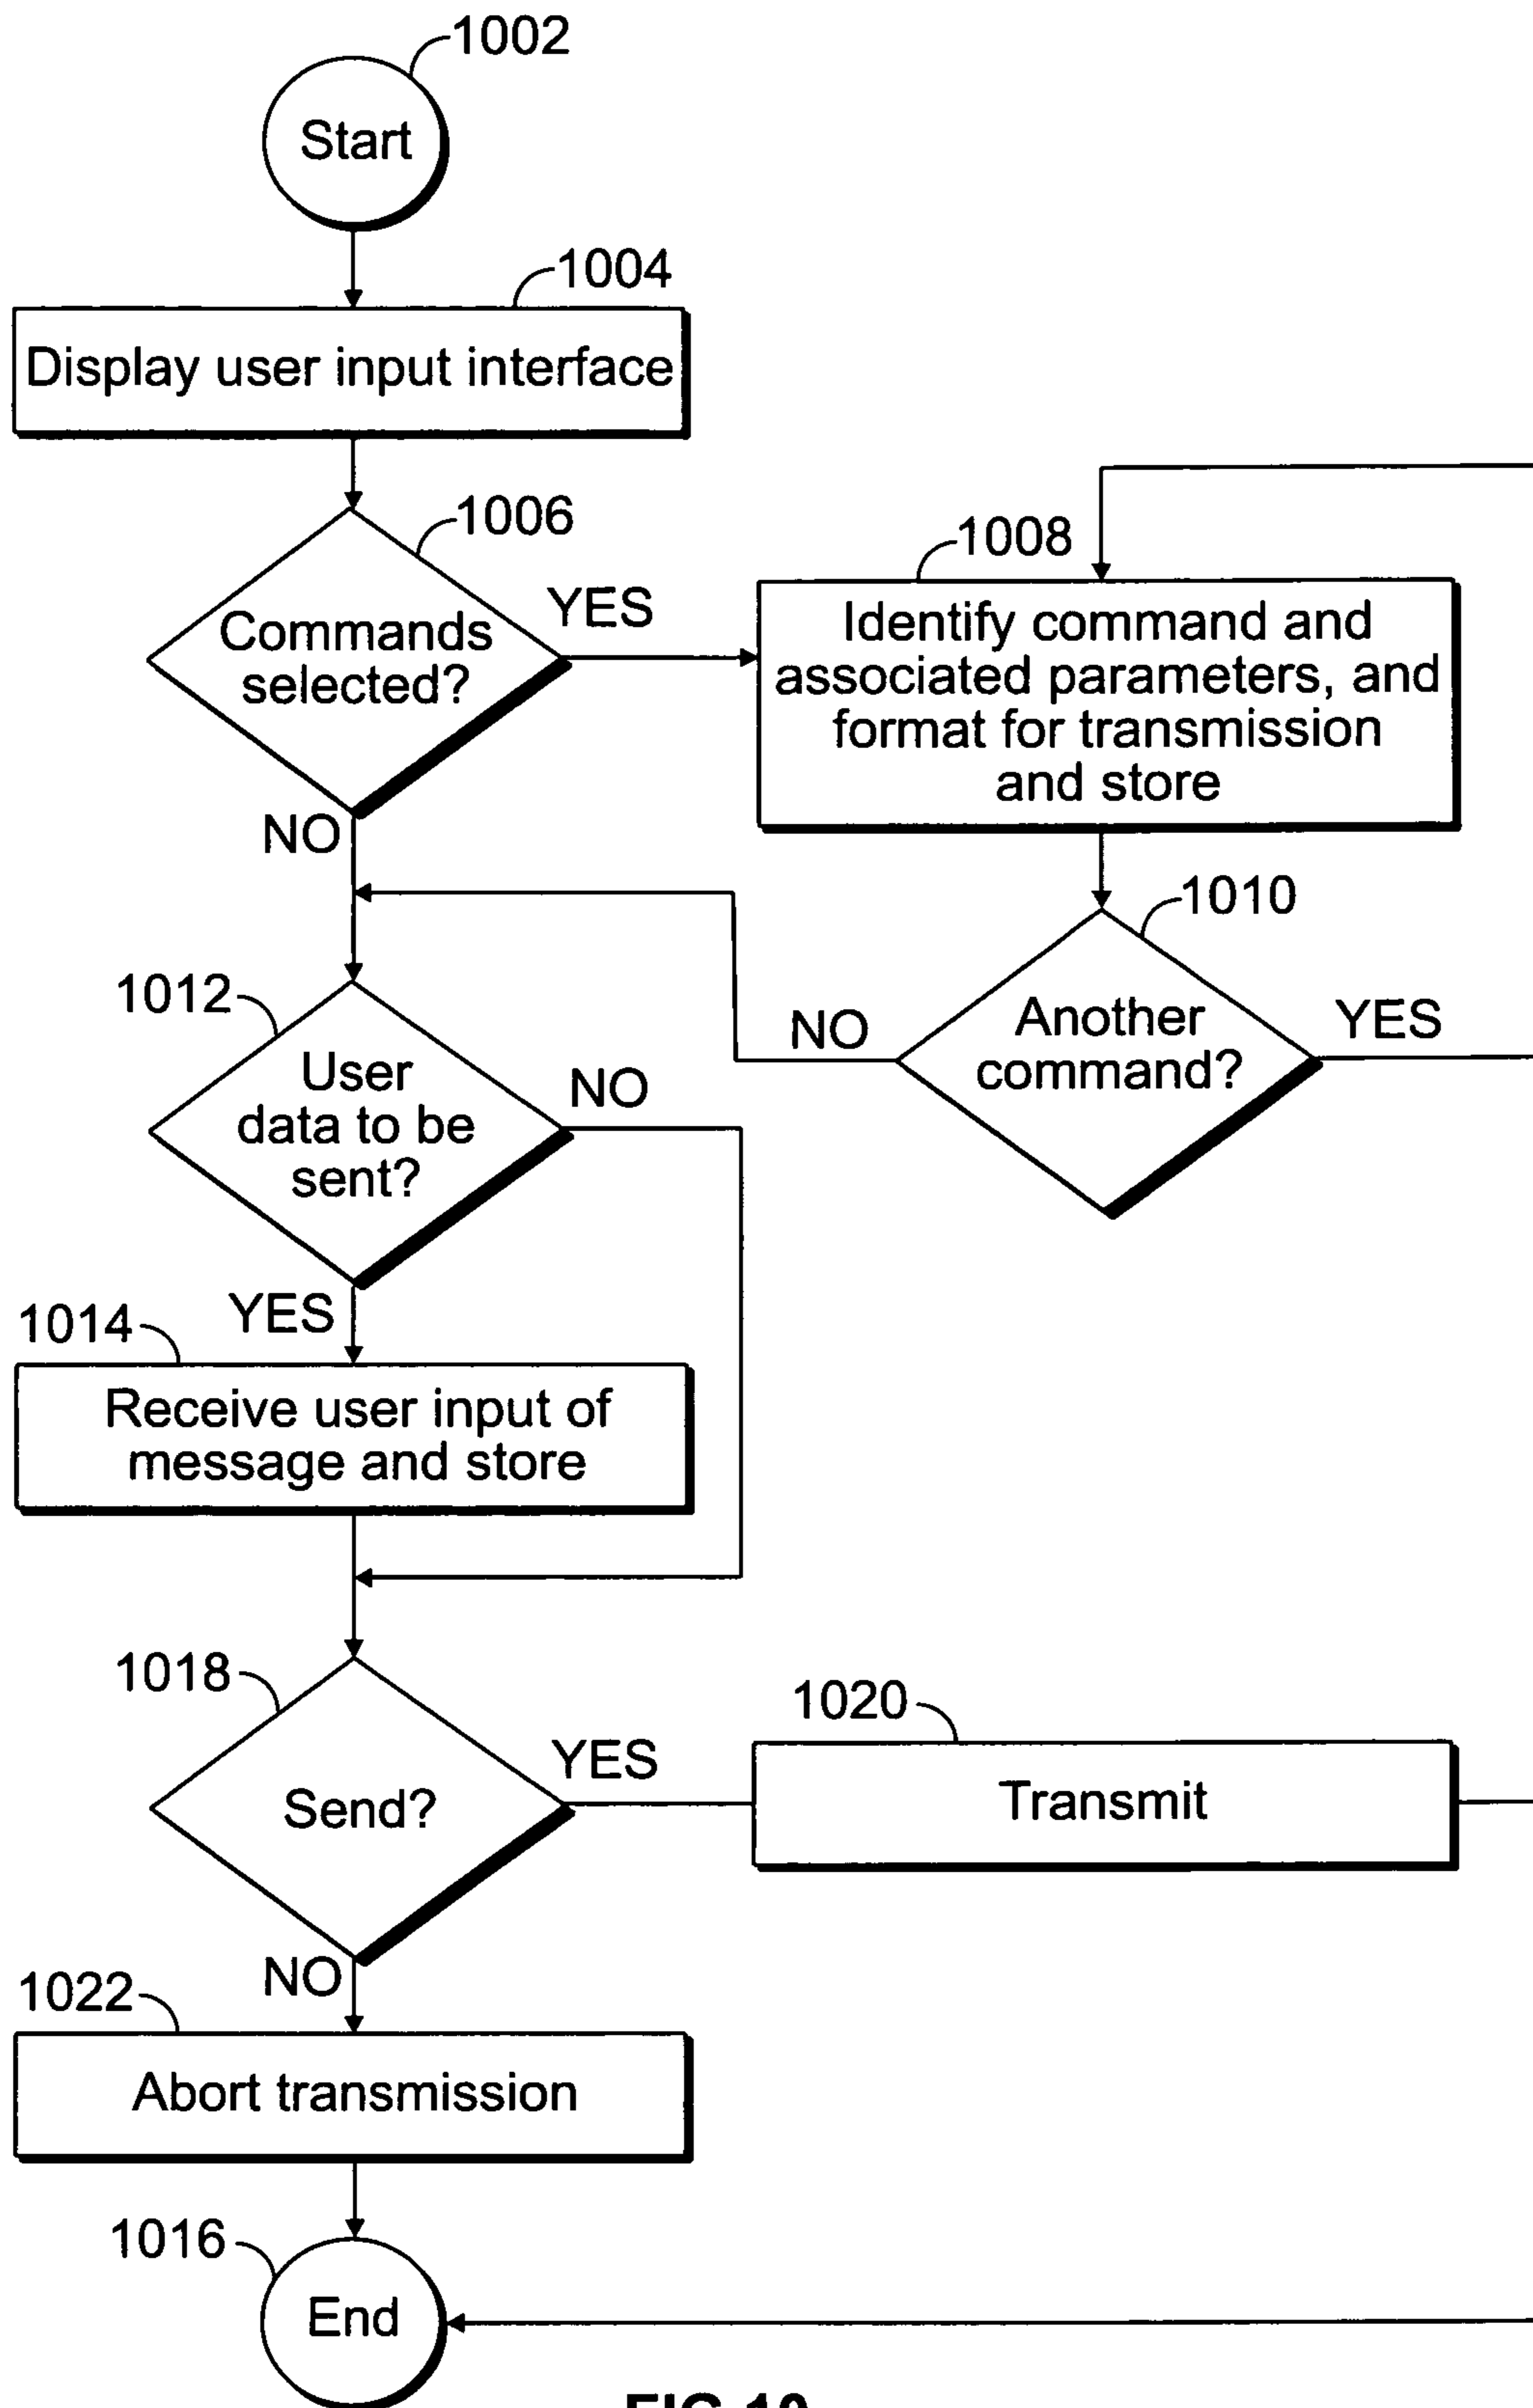 1002
Start
1004
Display user input interface
1006
Commands
selected?
YES
NO
1008
Identify command and
associated parameters, and
format for transmission
and store
1010
Another
command?
YES
NO
1012
User
data to be
sent?
NO
YES
1014
Receive user input of
message and store
1018
Send?
YES
1020
Transmit
NO
1022
Abort transmission
1016
End